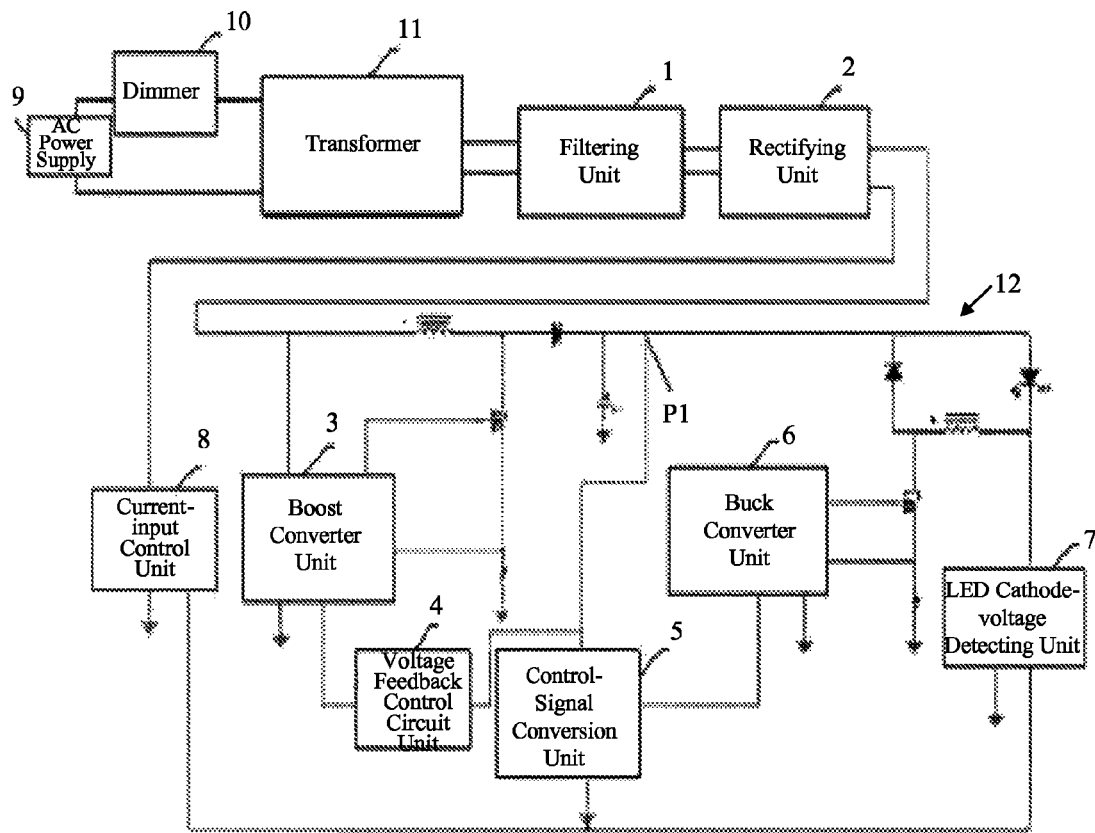 10
11
1
2
9
Dimmer
AC
Power
Supply
Transformer
Filtering
Unit
Rectifying
Unit
12
P1
3
6
8
7
Current-
input
Control
Unit
Boost
Converter
Unit
Buck
Converter
Unit
4
5
LED Cathode-
voltage
Detecting Unit
Voltage
Feedback
Control
Circuit
Unit
Control-
Signal
Conversion
Unit